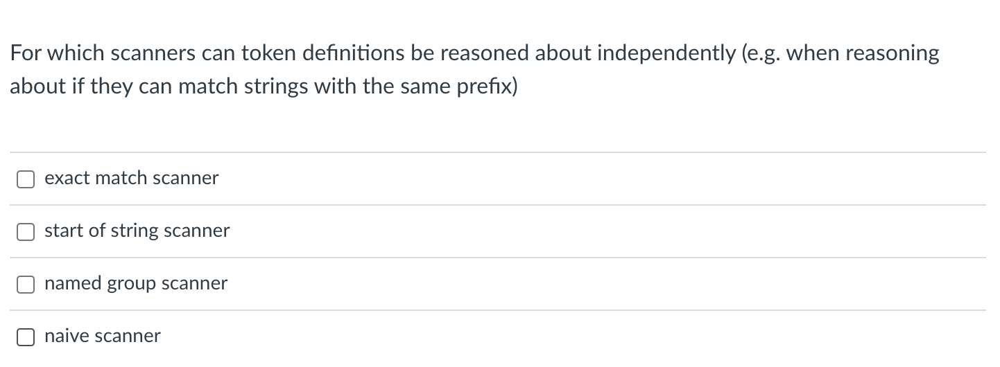 For which scanners can token definitions be reasoned about independently (e.g. when reasoning
about if they can match strings with the same prefix)
exact match scanner
start of string scanner
named group scanner
naive scanner